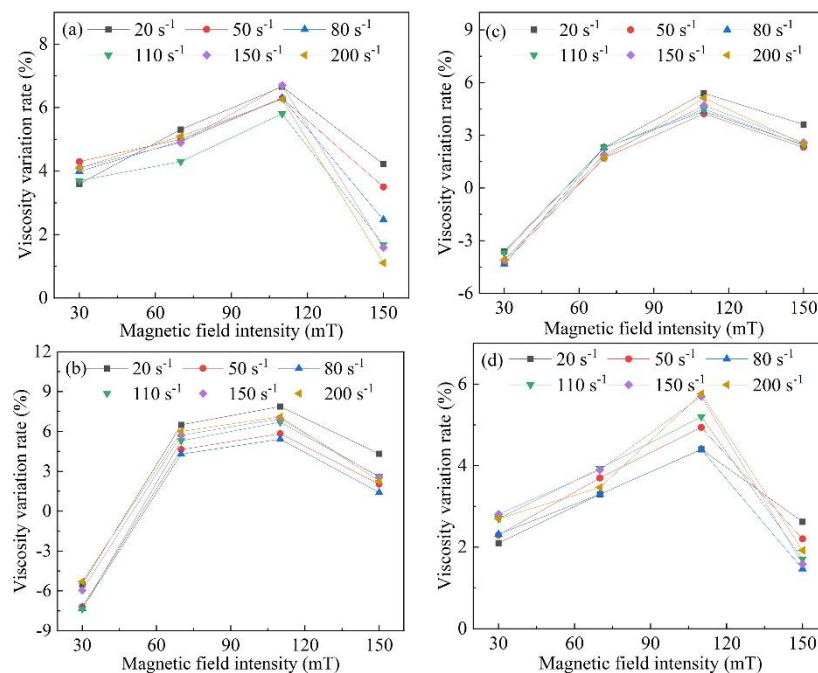 (a)
20 s⁻¹ 50 s⁻¹ 80 s⁻¹
110 s⁻¹ 150 s⁻¹ 200 s⁻¹
Viscosity variation rate (%)
8
6
4
2
0
30 60 90 120 150
Magnetic field intensity (mT)
(c)
20 s⁻¹ 50 s⁻¹ 80 s⁻¹
110 s⁻¹ 150 s⁻¹ 200 s⁻¹
Viscosity variation rate (%)
9
6
3
0
-3
-6
30 60 90 120 150
Magnetic field intensity (mT)
(b)
20 s⁻¹ 50 s⁻¹ 80 s⁻¹
110 s⁻¹ 150 s⁻¹ 200 s⁻¹
Viscosity variation rate (%)
12
9
6
3
0
-3
-6
-9
30 60 90 120 150
Magnetic field intensity (mT)
(d)
20 s⁻¹ 50 s⁻¹ 80 s⁻¹
110 s⁻¹ 150 s⁻¹ 200 s⁻¹
Viscosity variation rate (%)
6
4
2
0
30 60 90 120 150
Magnetic field intensity (mT)